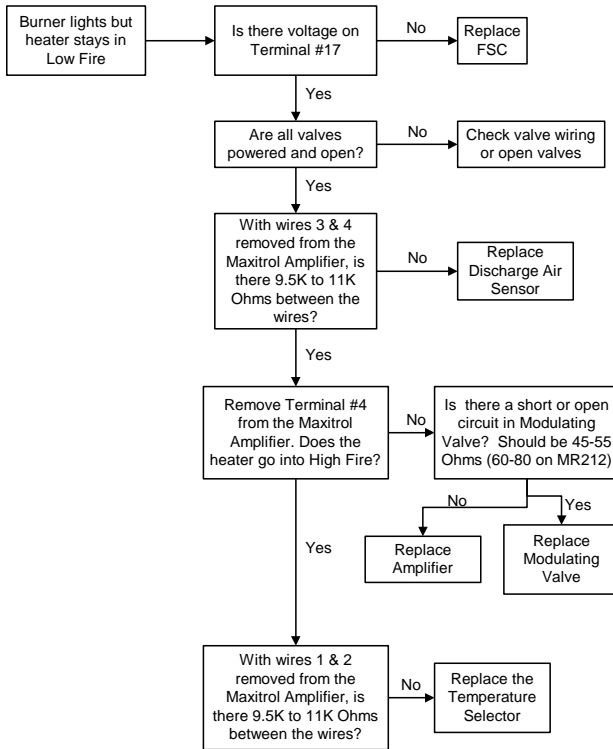 Burner lights but
heater stays in
Low Fire
Is there voltage on
Terminal #17
No
Replace
FSC
Yes
Are all valves
powered and open?
No
Check valve wiring
or open valves
Yes
With wires 3 & 4
removed from the
Maxitrol Amplifier, is
there 9.5K to 11K
Ohms between the
wires?
No
Replace
Discharge Air
Sensor
Yes
Remove Terminal #4
from the Maxitrol
Amplifier. Does the
heater go into High Fire?
No
Is there a short or open
circuit in Modulating
Valve? Should be 45-55
Ohms (60-80 on MR212)
No
Replace
Amplifier
Yes
Replace
Modulating
Valve
Yes
With wires 1 & 2
removed from the
Maxitrol Amplifier, is
there 9.5K to 11K Ohms
between the wires?
No
Replace the
Temperature
Selector